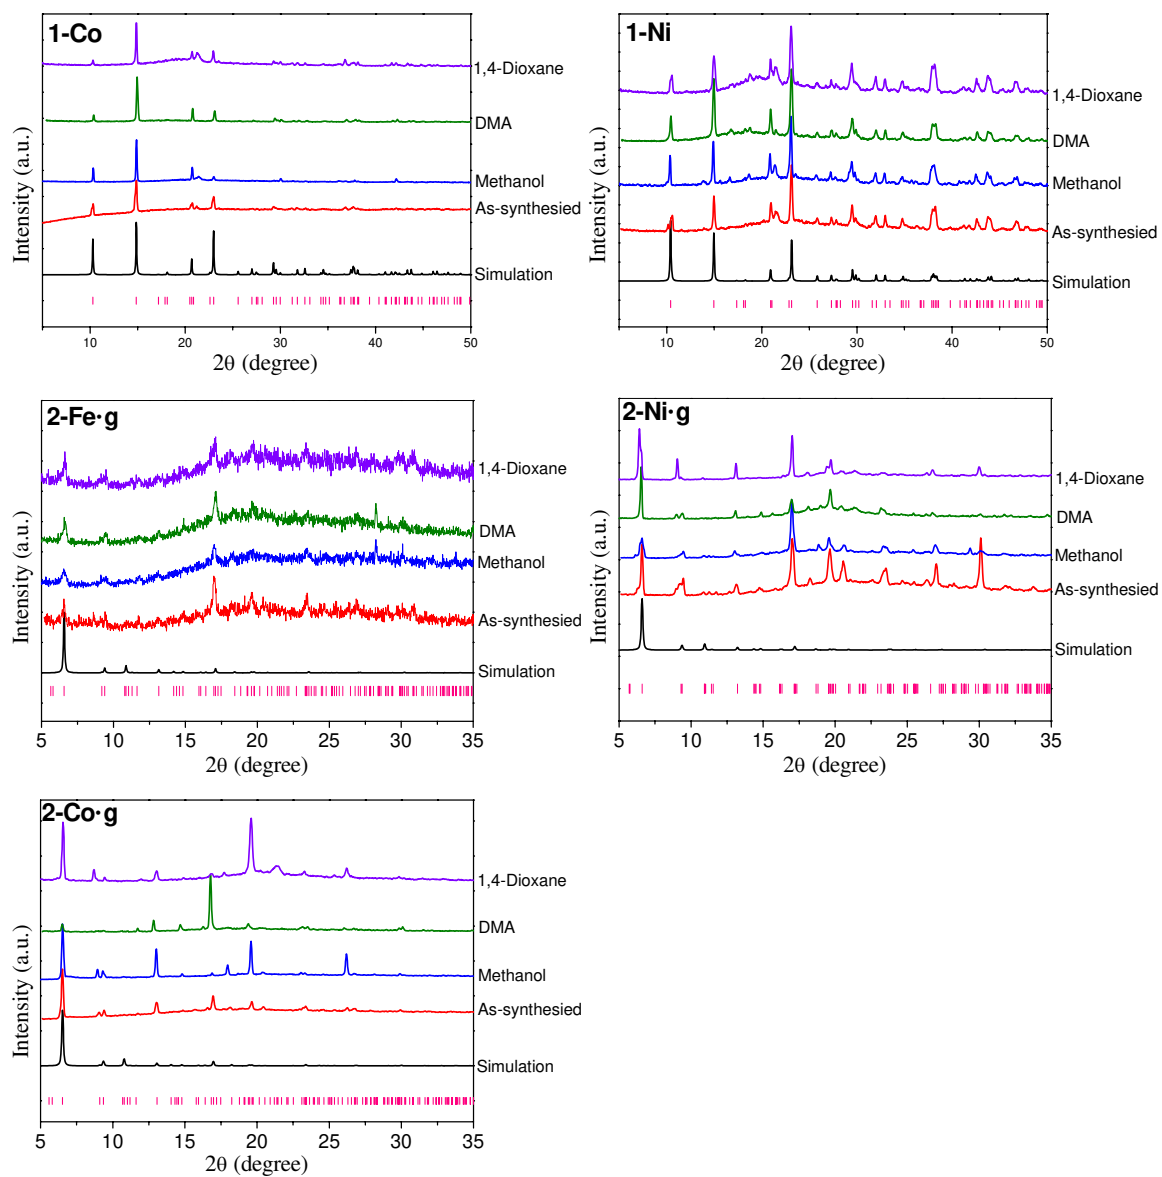 1-Co
1,4-Dioxane
DMA
Methanol
As-synthesied
Simulation
Intensity (a.u.)
10 20 30 40 50
2θ (degree)
1-Ni
1,4-Dioxane
DMA
Methanol
As-synthesied
Simulation
Intensity (a.u.)
10 20 30 40 50
2θ (degree)
2-Fe·g
1,4-Dioxane
DMA
Methanol
As-synthesied
Simulation
Intensity (a.u.)
5 10 15 20 25 30 35
2θ (degree)
2-Ni·g
1,4-Dioxane
DMA
Methanol
As-synthesied
Simulation
Intensity (a.u.)
5 10 15 20 25 30 35
2θ (degree)
2-Co·g
1,4-Dioxane
DMA
Methanol
As-synthesied
Simulation
Intensity (a.u.)
5 10 15 20 25 30 35
2θ (degree)